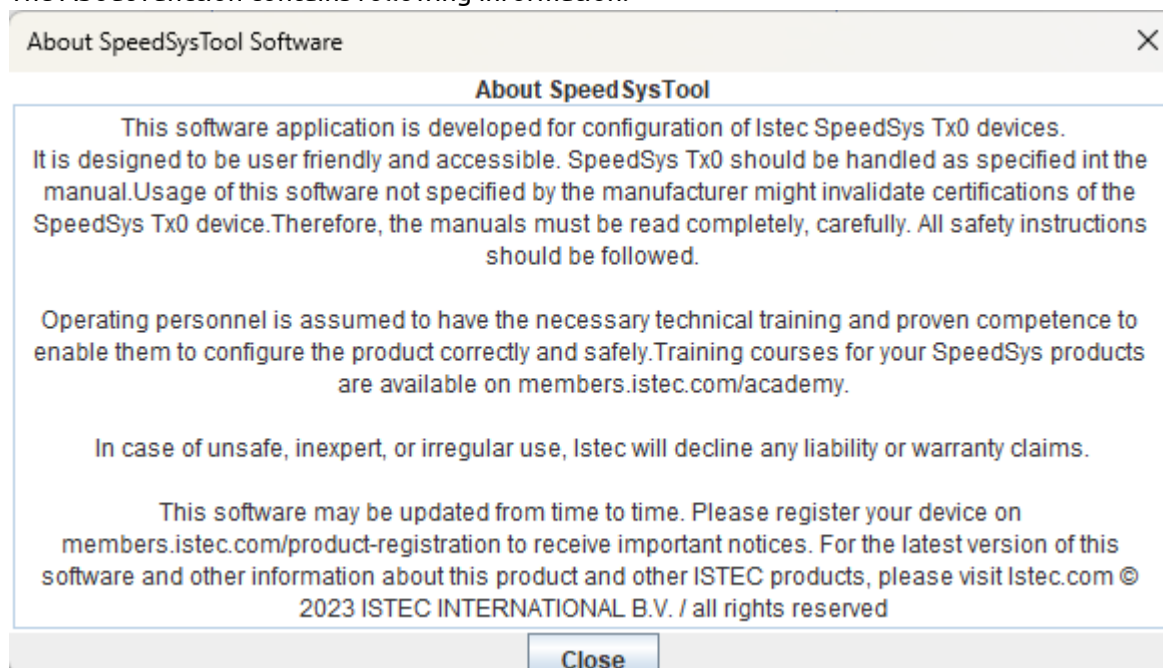 The About function contains following information:
About SpeedSysTool Software
About SpeedSysTool
This software application is developed for configuration of Istec SpeedSys Tx0 devices.
It is designed to be user friendly and accessible. SpeedSys Tx0 should be handled as specified int the
manual.Usage of this software not specified by the manufacturer might invalidate certifications of the
SpeedSys Tx0 device.Therefore, the manuals must be read completely, carefully. All safety instructions
should be followed.
Operating personnel is assumed to have the necessary technical training and proven competence to
enable them to configure the product correctly and safely.Training courses for your SpeedSys products
are available on members.istec.com/academy.
In case of unsafe, inexpert, or irregular use, Istec will decline any liability or warranty claims.
This software may be updated from time to time. Please register your device on
members.istec.com/product-registration to receive important notices. For the latest version of this
software and other information about this product and other ISTEC products, please visit Istec.com ©
2023 ISTEC INTERNATIONAL B.V. / all rights reserved
Close